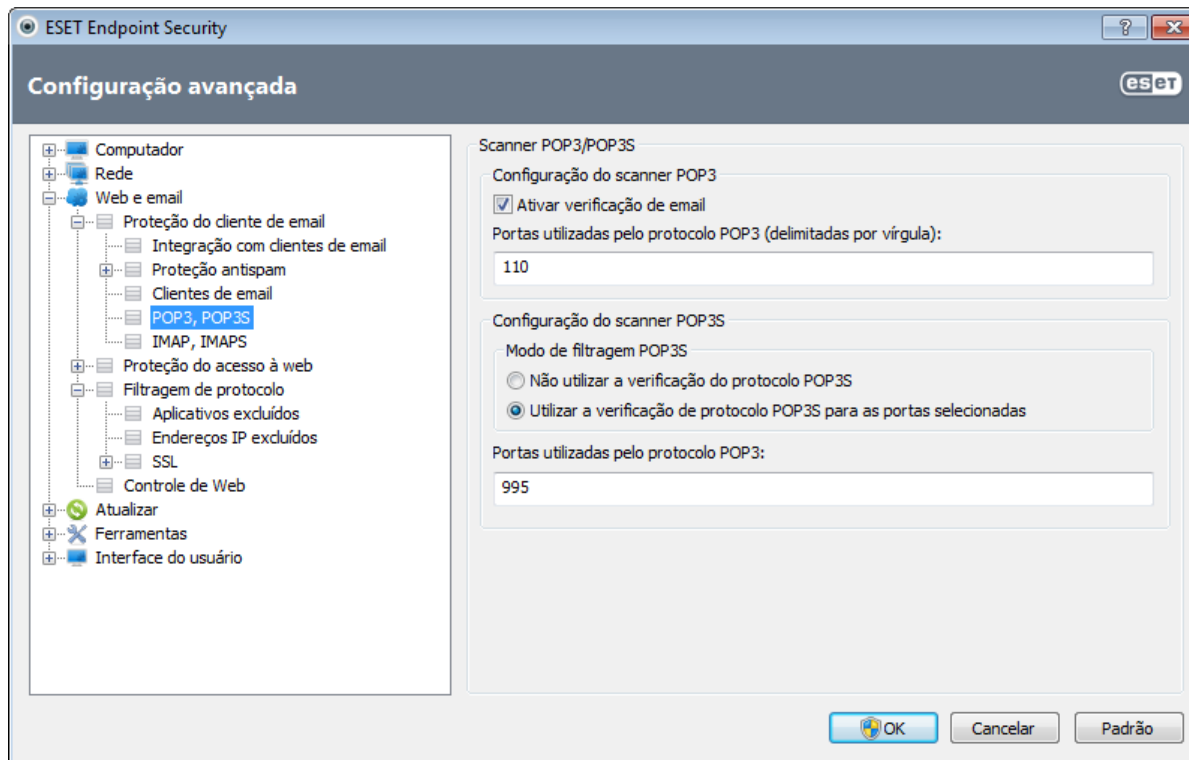 ESET Endpoint Security
Configuração avançada
eset
Computador
Rede
Web e email
Proteção do cliente de email
Integração com clientes de email
Proteção antispam
Clientes de email
POP3, POP3S
IMAP, IMAPS
Proteção do acesso à web
Filtragem de protocolo
Aplicativos excluídos
Endereços IP excluídos
SSL
Controle de Web
Atualizar
Ferramentas
Interface do usuário
Scanner POP3/POP3S
Configuração do scanner POP3
Ativar verificação de email
Portas utilizadas pelo protocolo POP3 (delimitadas por vírgula):
110
Configuração do scanner POP3S
Modo de filtragem POP3S
Não utilizar a verificação do protocolo POP3S
Utilizar a verificação de protocolo POP3S para as portas selecionadas
Portas utilizadas pelo protocolo POP3:
995
OK
Cancelar
Padrão